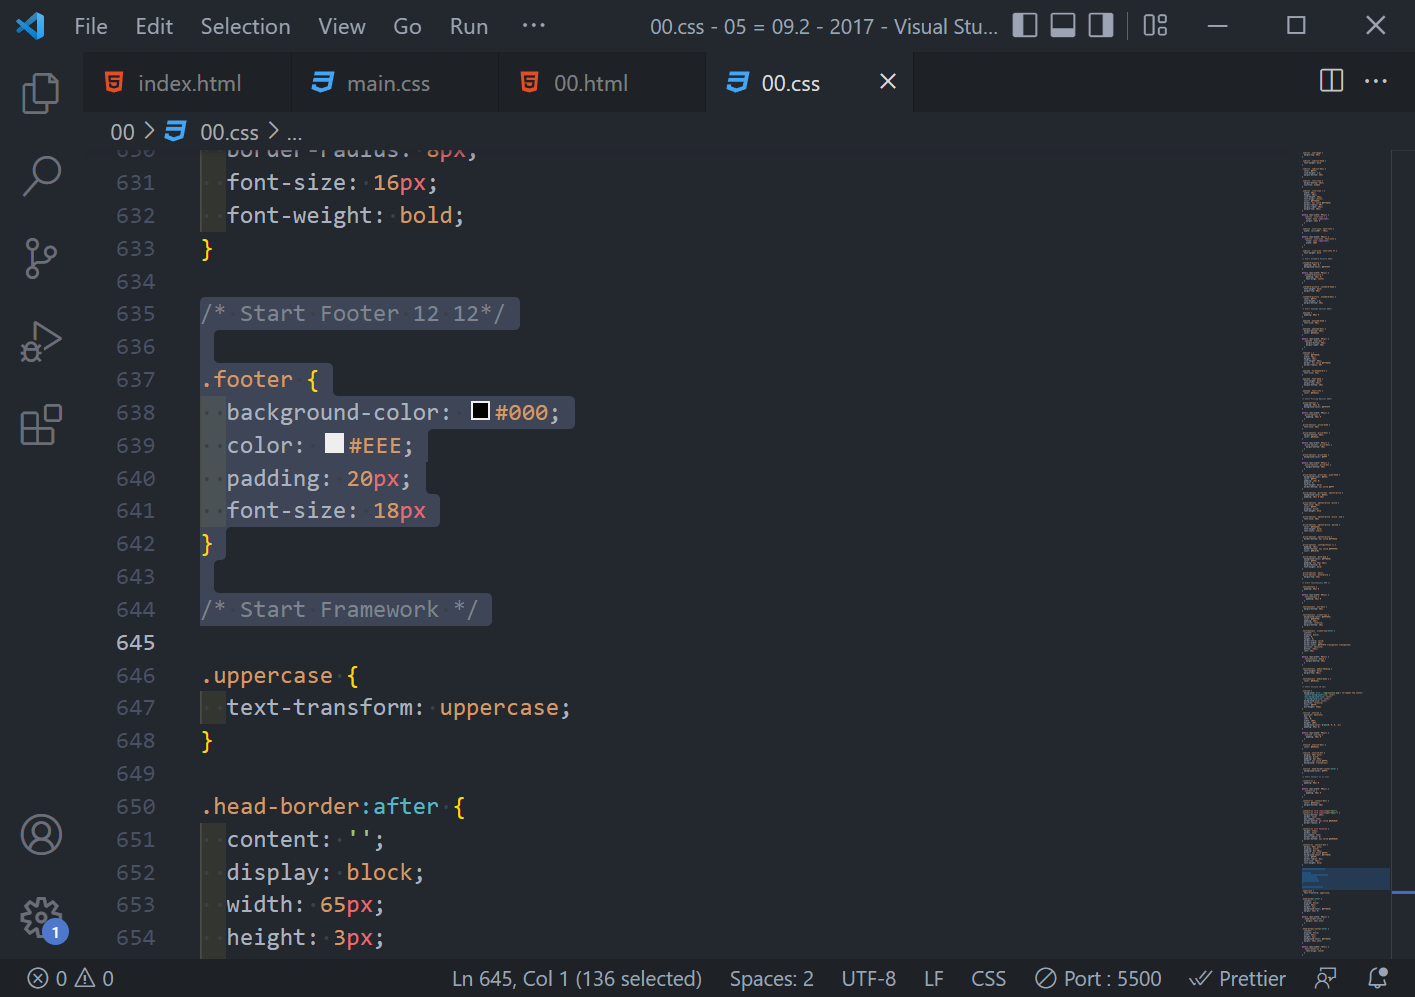 File Edit Selection View Go Run ··· 00.css - 05 = 09.2 - 2017 - Visual Stu...
index.html main.css 00.html 00.css
00 > 00.css > ...
630 border-radius: 8px;
631 font-size: 16px;
632 font-weight: bold;
633 }
634
635 /* Start Footer 12 12*/
636
637 .footer {
638 background-color: #000;
639 color: #EEE;
640 padding: 20px;
641 font-size: 18px
642 }
643
644 /* Start Framework */
645
646 .uppercase {
647 text-transform: uppercase;
648 }
649
650 .head-border:after {
651 content: '';
652 display: block;
653 width: 65px;
654 height: 3px;
1
0 0 Ln 645, Col 1 (136 selected) Spaces: 2 UTF-8 LF CSS Port : 5500 Prettier